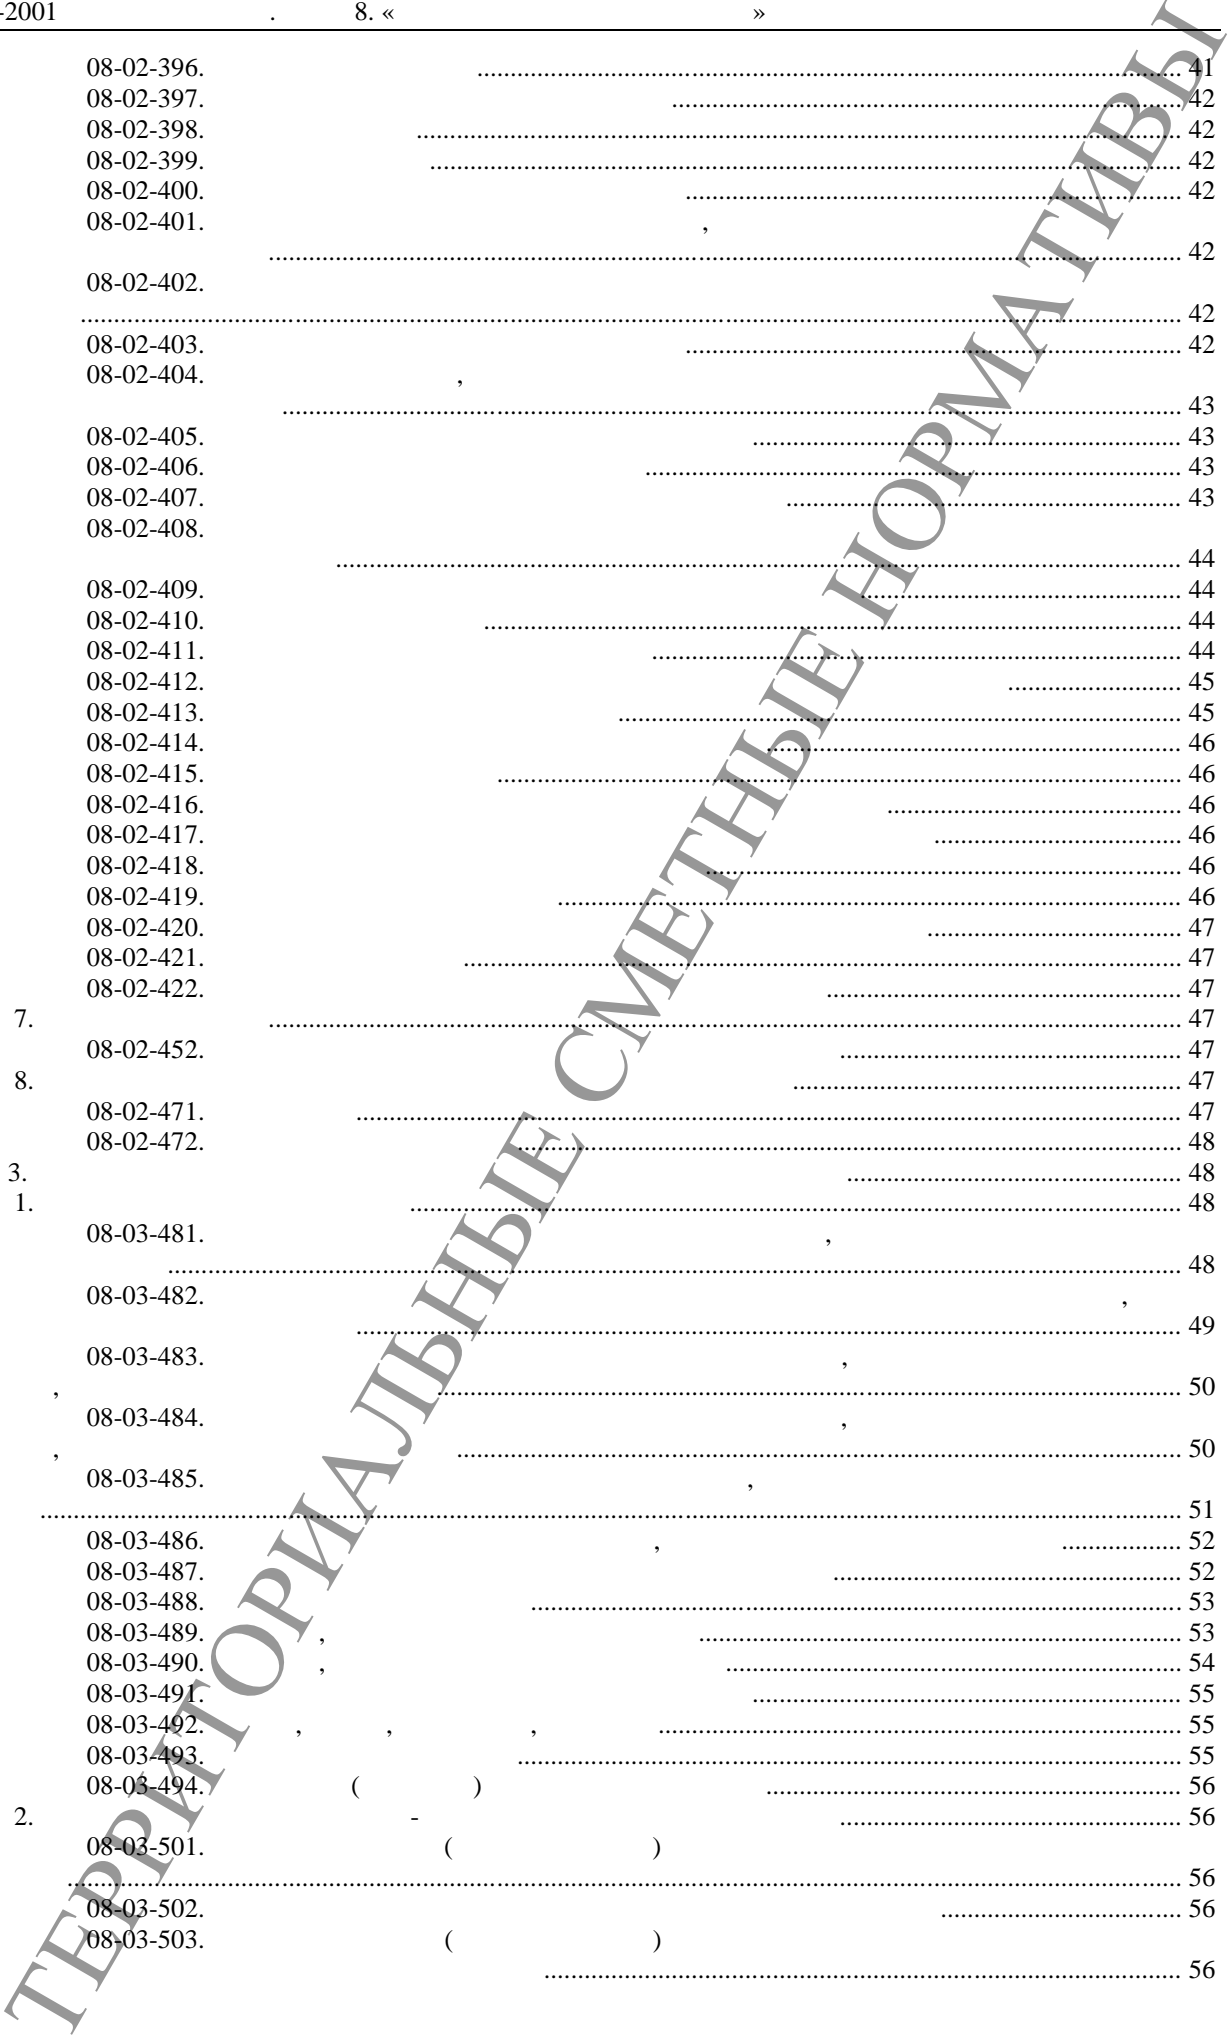 -2001 . 8. « »
08-02-396. ........ 41
08-02-397. ........ 42
08-02-398. ........ 42
08-02-399. ........ 42
08-02-400. ........ 42
08-02-401. ,
........ 42
08-02-402.
........ 42
08-02-403. ........ 42
08-02-404. ,
........ 43
08-02-405. ........ 43
08-02-406. ........ 43
08-02-407. ........ 43
08-02-408.
........ 44
08-02-409. ........ 44
08-02-410. ........ 44
08-02-411. ........ 44
08-02-412. ........ 45
08-02-413. ........ 45
08-02-414. ........ 46
08-02-415. ........ 46
08-02-416. ........ 46
08-02-417. ........ 46
08-02-418. ........ 46
08-02-419. ........ 46
08-02-420. ........ 47
08-02-421. ........ 47
08-02-422. ........ 47
7. ........ 47
08-02-452. ........ 47
8. ........ 47
08-02-471. ........ 47
08-02-472. ........ 48
3. ........ 48
1. ........ 48
08-03-481. ,
........ 48
08-03-482. ,
........ 49
08-03-483. ,
, ........ 50
08-03-484. ,
, ........ 50
08-03-485. ,
........ 51
08-03-486. , ........ 52
08-03-487. ........ 52
08-03-488. ........ 53
08-03-489. , ........ 53
08-03-490. , ........ 54
08-03-491. ........ 55
08-03-492. , , , ........ 55
08-03-493. ........ 55
08-03-494. ( ) ........ 56
2. - ........ 56
08-03-501. ( )
........ 56
08-03-502. ........ 56
08-03-503. ( )
........ 56
ТЕРРИТОРИАЛЬНЫЕ СМЕТНЫЕ НОРМАТИВЫ